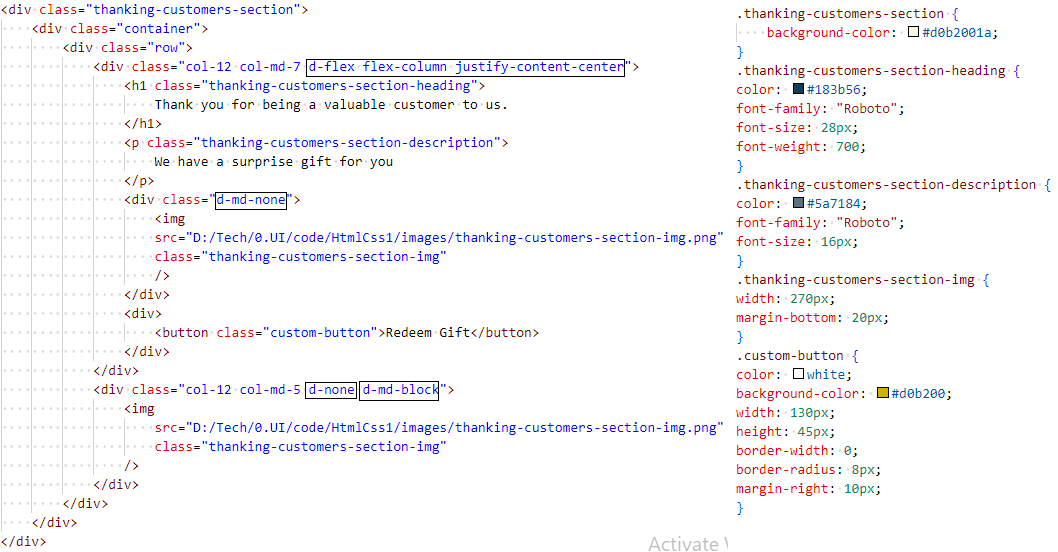 <div class="thanking-customers-section">
<div class="container">
<div class="row">
<div class="col-12 col-md-7 d-flex flex-column justify-content-center">
<h1 class="thanking-customers-section-heading">
Thank you for being a valuable customer to us.
</h1>
<p class="thanking-customers-section-description">
We have a surprise gift for you
</p>
<div class="d-md-none">
<img
src="D:/Tech/0.UI/code/HtmlCss1/images/thanking-customers-section-img.png"
class="thanking-customers-section-img"
/>
</div>
<div>
<button class="custom-button">Redeem Gift</button>
</div>
</div>
<div class="col-12 col-md-5 d-none d-md-block">
<img
src="D:/Tech/0.UI/code/HtmlCss1/images/thanking-customers-section-img.png"
class="thanking-customers-section-img"
/>
</div>
</div>
</div>
</div>
.thanking-customers-section {
background-color: #d0b2001a;
}
.thanking-customers-section-heading {
color: #183b56;
font-family: "Roboto";
font-size: 28px;
font-weight: 700;
}
.thanking-customers-section-description {
color: #5a7184;
font-family: "Roboto";
font-size: 16px;
}
.thanking-customers-section-img {
width: 270px;
margin-bottom: 20px;
}
.custom-button {
color: white;
background-color: #d0b200;
width: 130px;
height: 45px;
border-width: 0;
border-radius: 8px;
margin-right: 10px;
}
Activate